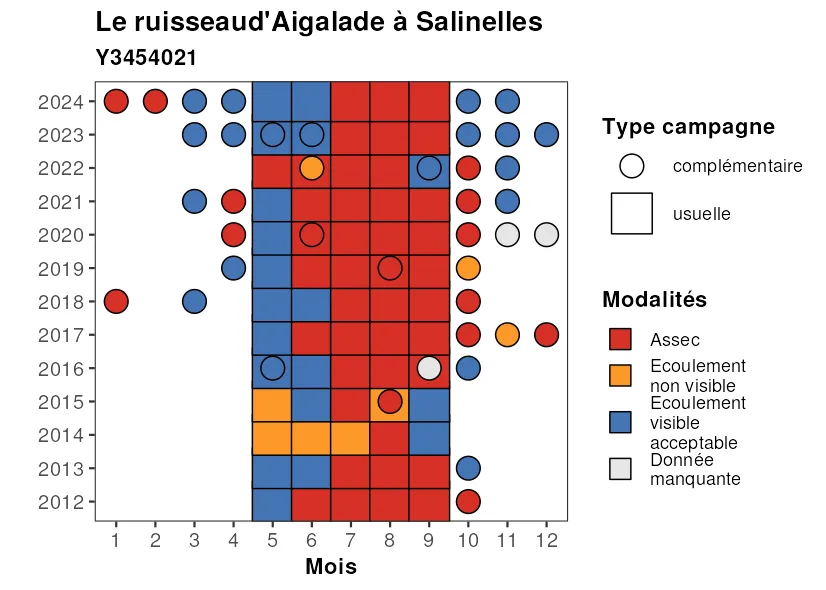 Le ruisseaud'Aigalade à Salinelles
Y3454021
2024
2023
2022
2021
2020
2019
2018
2017
2016
2015
2014
2013
2012
1 2 3 4 5 6 7 8 9 10 11 12
Mois
Type campagne
complémentaire
usuelle
Modalités
Assec
Ecoulement
non visible
Ecoulement
visible
acceptable
Donnée
manquante